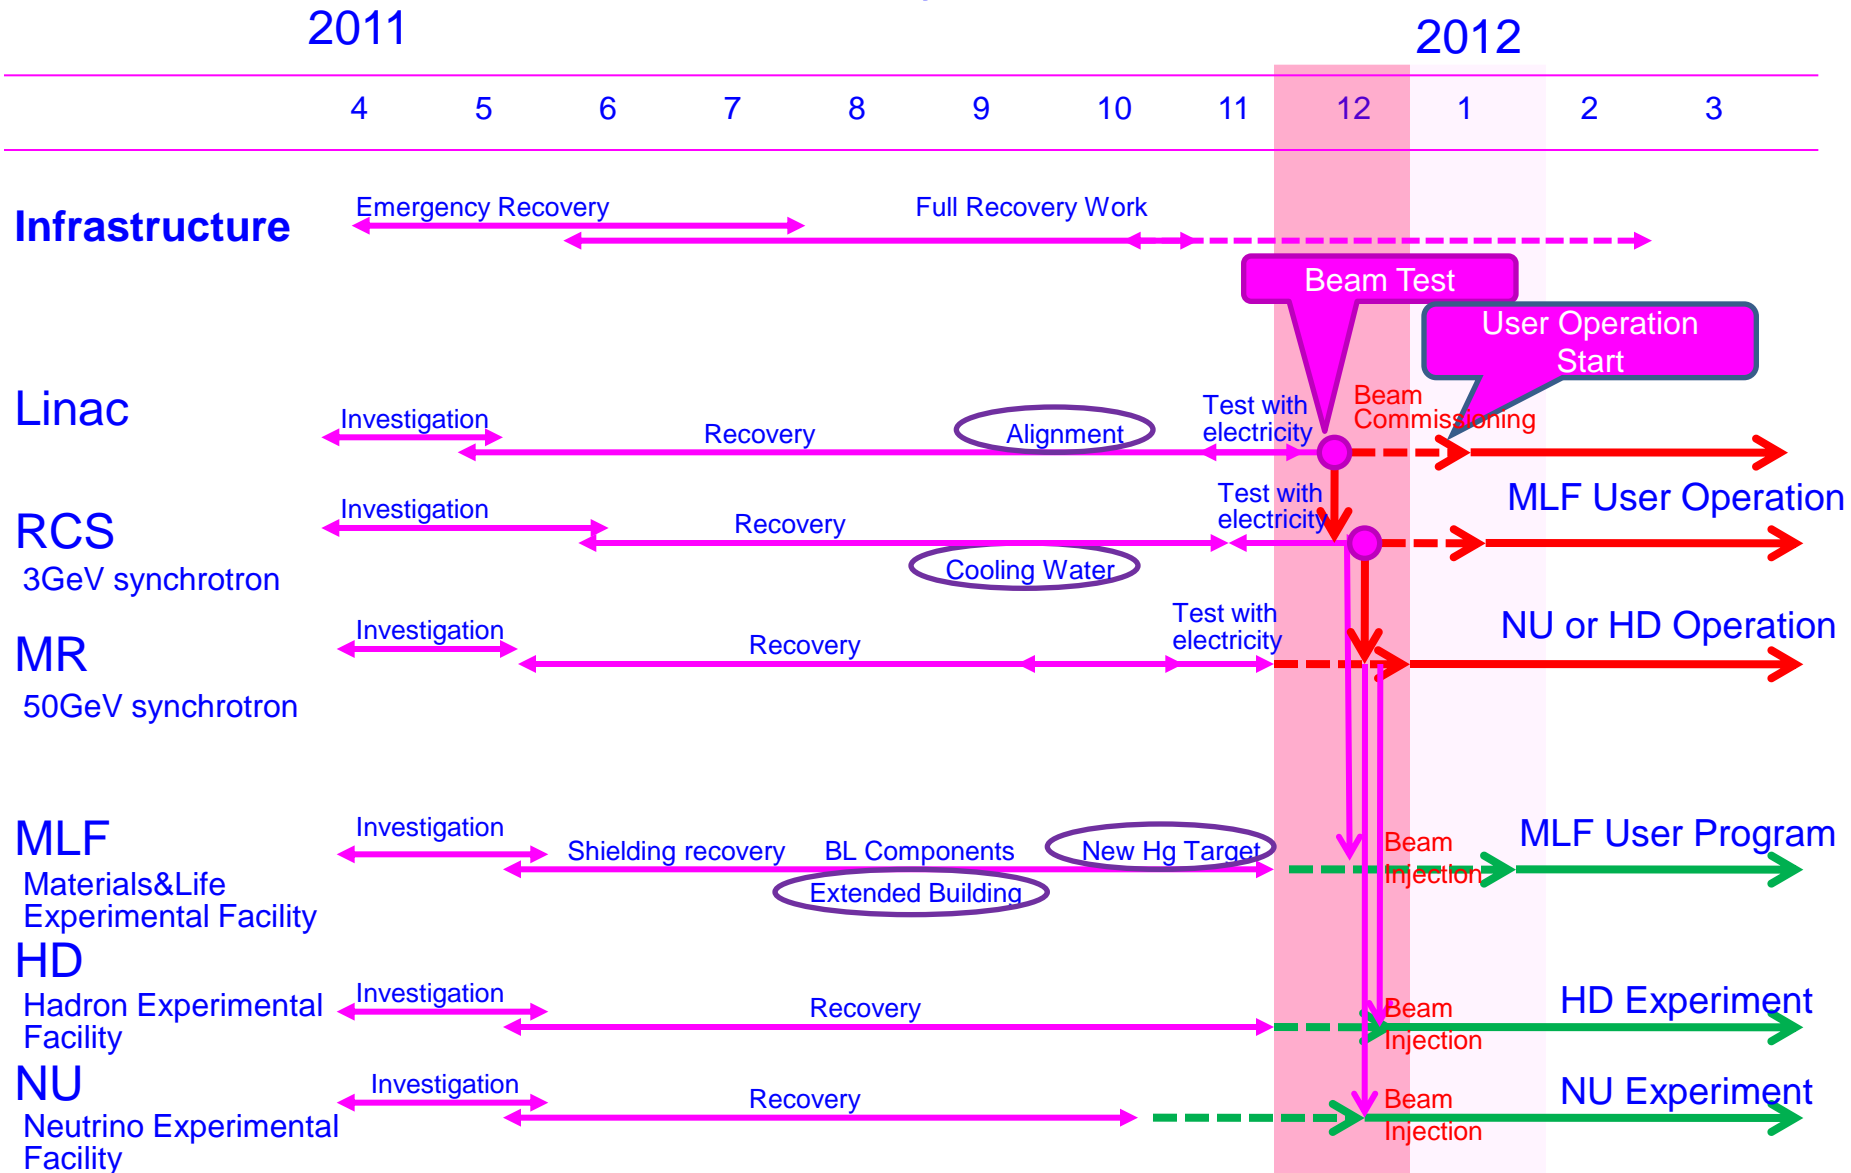 2011
2012
4 5 6 7 8 9 10 11 12 1 2 3
Infrastructure
Emergency Recovery
Full Recovery Work
Beam Test
User Operation
Start
Linac
Investigation
Recovery
Alignment
Test with
electricity
Beam
Commissioning
MLF User Operation
RCS
3GeV synchrotron
Investigation
Recovery
Cooling Water
Test with
electricity
MR
50GeV synchrotron
Investigation
Recovery
Test with
electricity
NU or HD Operation
MLF
Materials&Life
Experimental Facility
Investigation
Shielding recovery
BL Components
New Hg Target
Extended Building
Beam
Injection
MLF User Program
HD
Hadron Experimental
Facility
Investigation
Recovery
Beam
Injection
HD Experiment
NU
Neutrino Experimental
Facility
Investigation
Recovery
Beam
Injection
NU Experiment